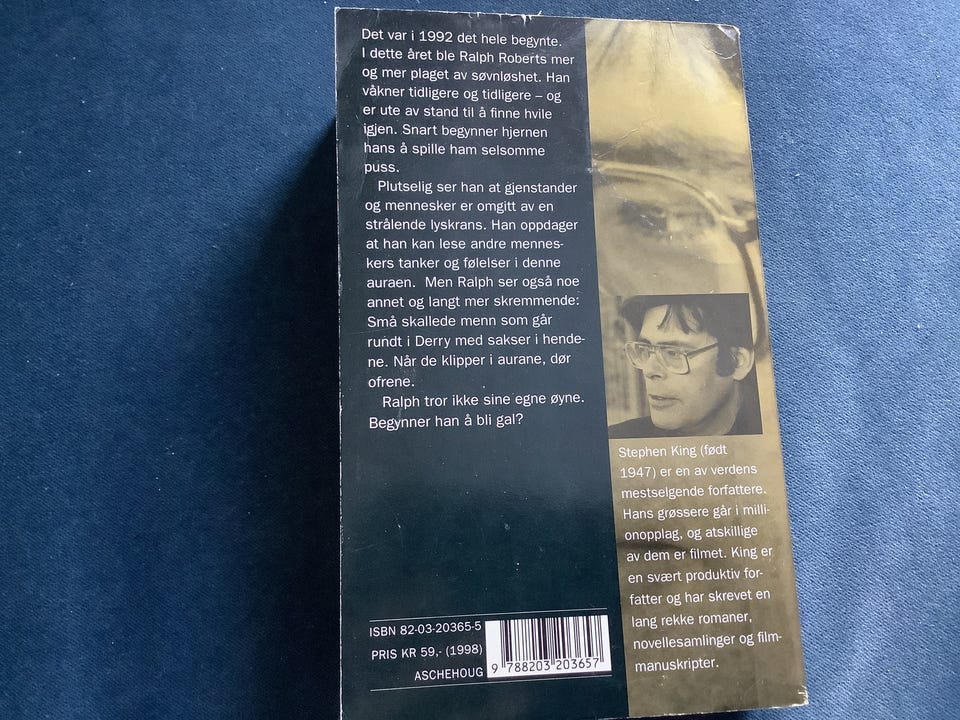 Det var i 1992 det hele begynte.
I dette året ble Ralph Roberts mer
og mer plaget av søvnløshet. Han
våkner tidligere og tidligere – og
er ute av stand til å finne hvile
igjen. Snart begynner hjernen
hans å spille ham selsomme
puss.
Plutselig ser han at gjenstander
og mennesker er omgitt av en
strålende lyskrans. Han oppdager
at han kan lese andre mennes-
kers tanker og følelser i denne
auraen. Men Ralph ser også noe
annet og langt mer skremmende:
Små skallede menn som går
rundt i Derry med sakser i hende-
ne. Når de klipper i aurane, dør
ofrene.
Ralph tror ikke sine egne øyne.
Begynner han å bli gal?
Stephen King (født
1947) er en av verdens
mestselgende forfattere.
Hans grøssere går i milli-
onopplag, og atskillige
av dem er filmet. King er
en svært produktiv for-
fatter og har skrevet en
lang rekke romaner,
novellesamlinger og film-
manuskripter.
ISBN 82-03-20365-5
PRIS KR 59,- (1998)
ASCHEHOUG
9 788203 203657